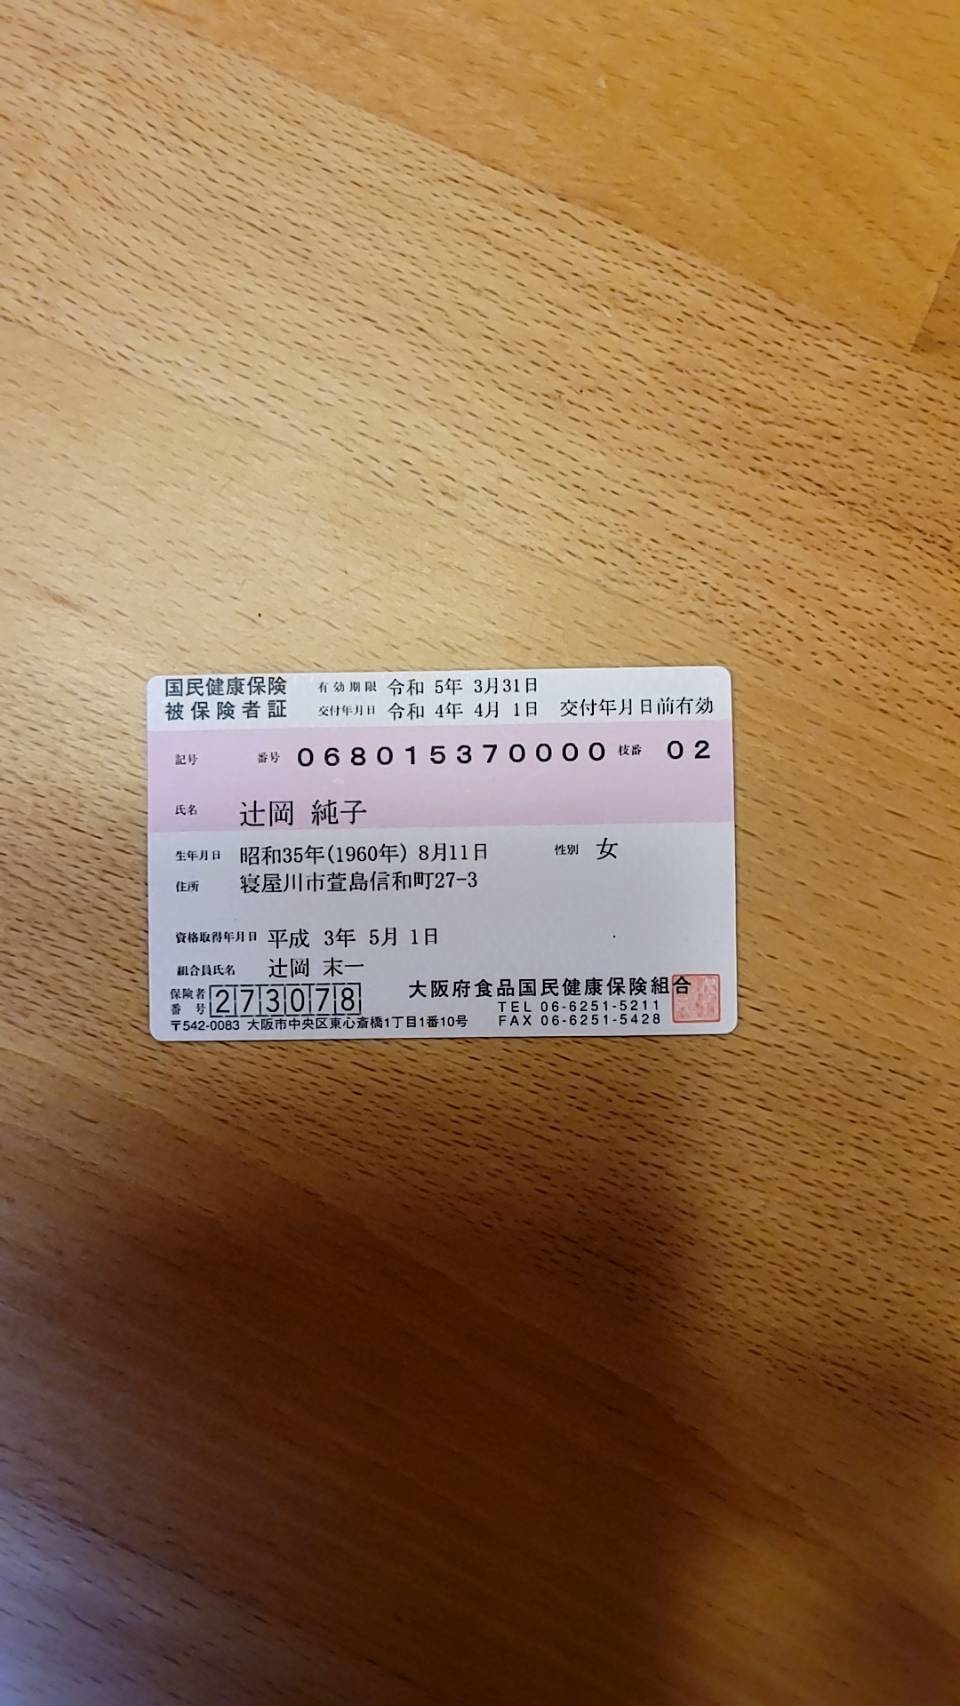 国民健康保険 有効期限 令和 5年 3月31日
被保険者証 交付年月日 令和 4年 4月 1日 交付年月日前有効
記号 番号 068015370000 枝番 02
氏名 辻岡 純子
生年月日 昭和35年(1960年) 8月11日 性別 女
住所 寝屋川市萱島信和町27-3
資格取得年月日 平成 3年 5月 1日
組合員氏名 辻岡 末一
保険者番号 273078 大阪府食品国民健康保険組合
TEL 06-6251-5211
〒542-0083 大阪市中央区東心斎橋1丁目1番10号 FAX 06-6251-5428